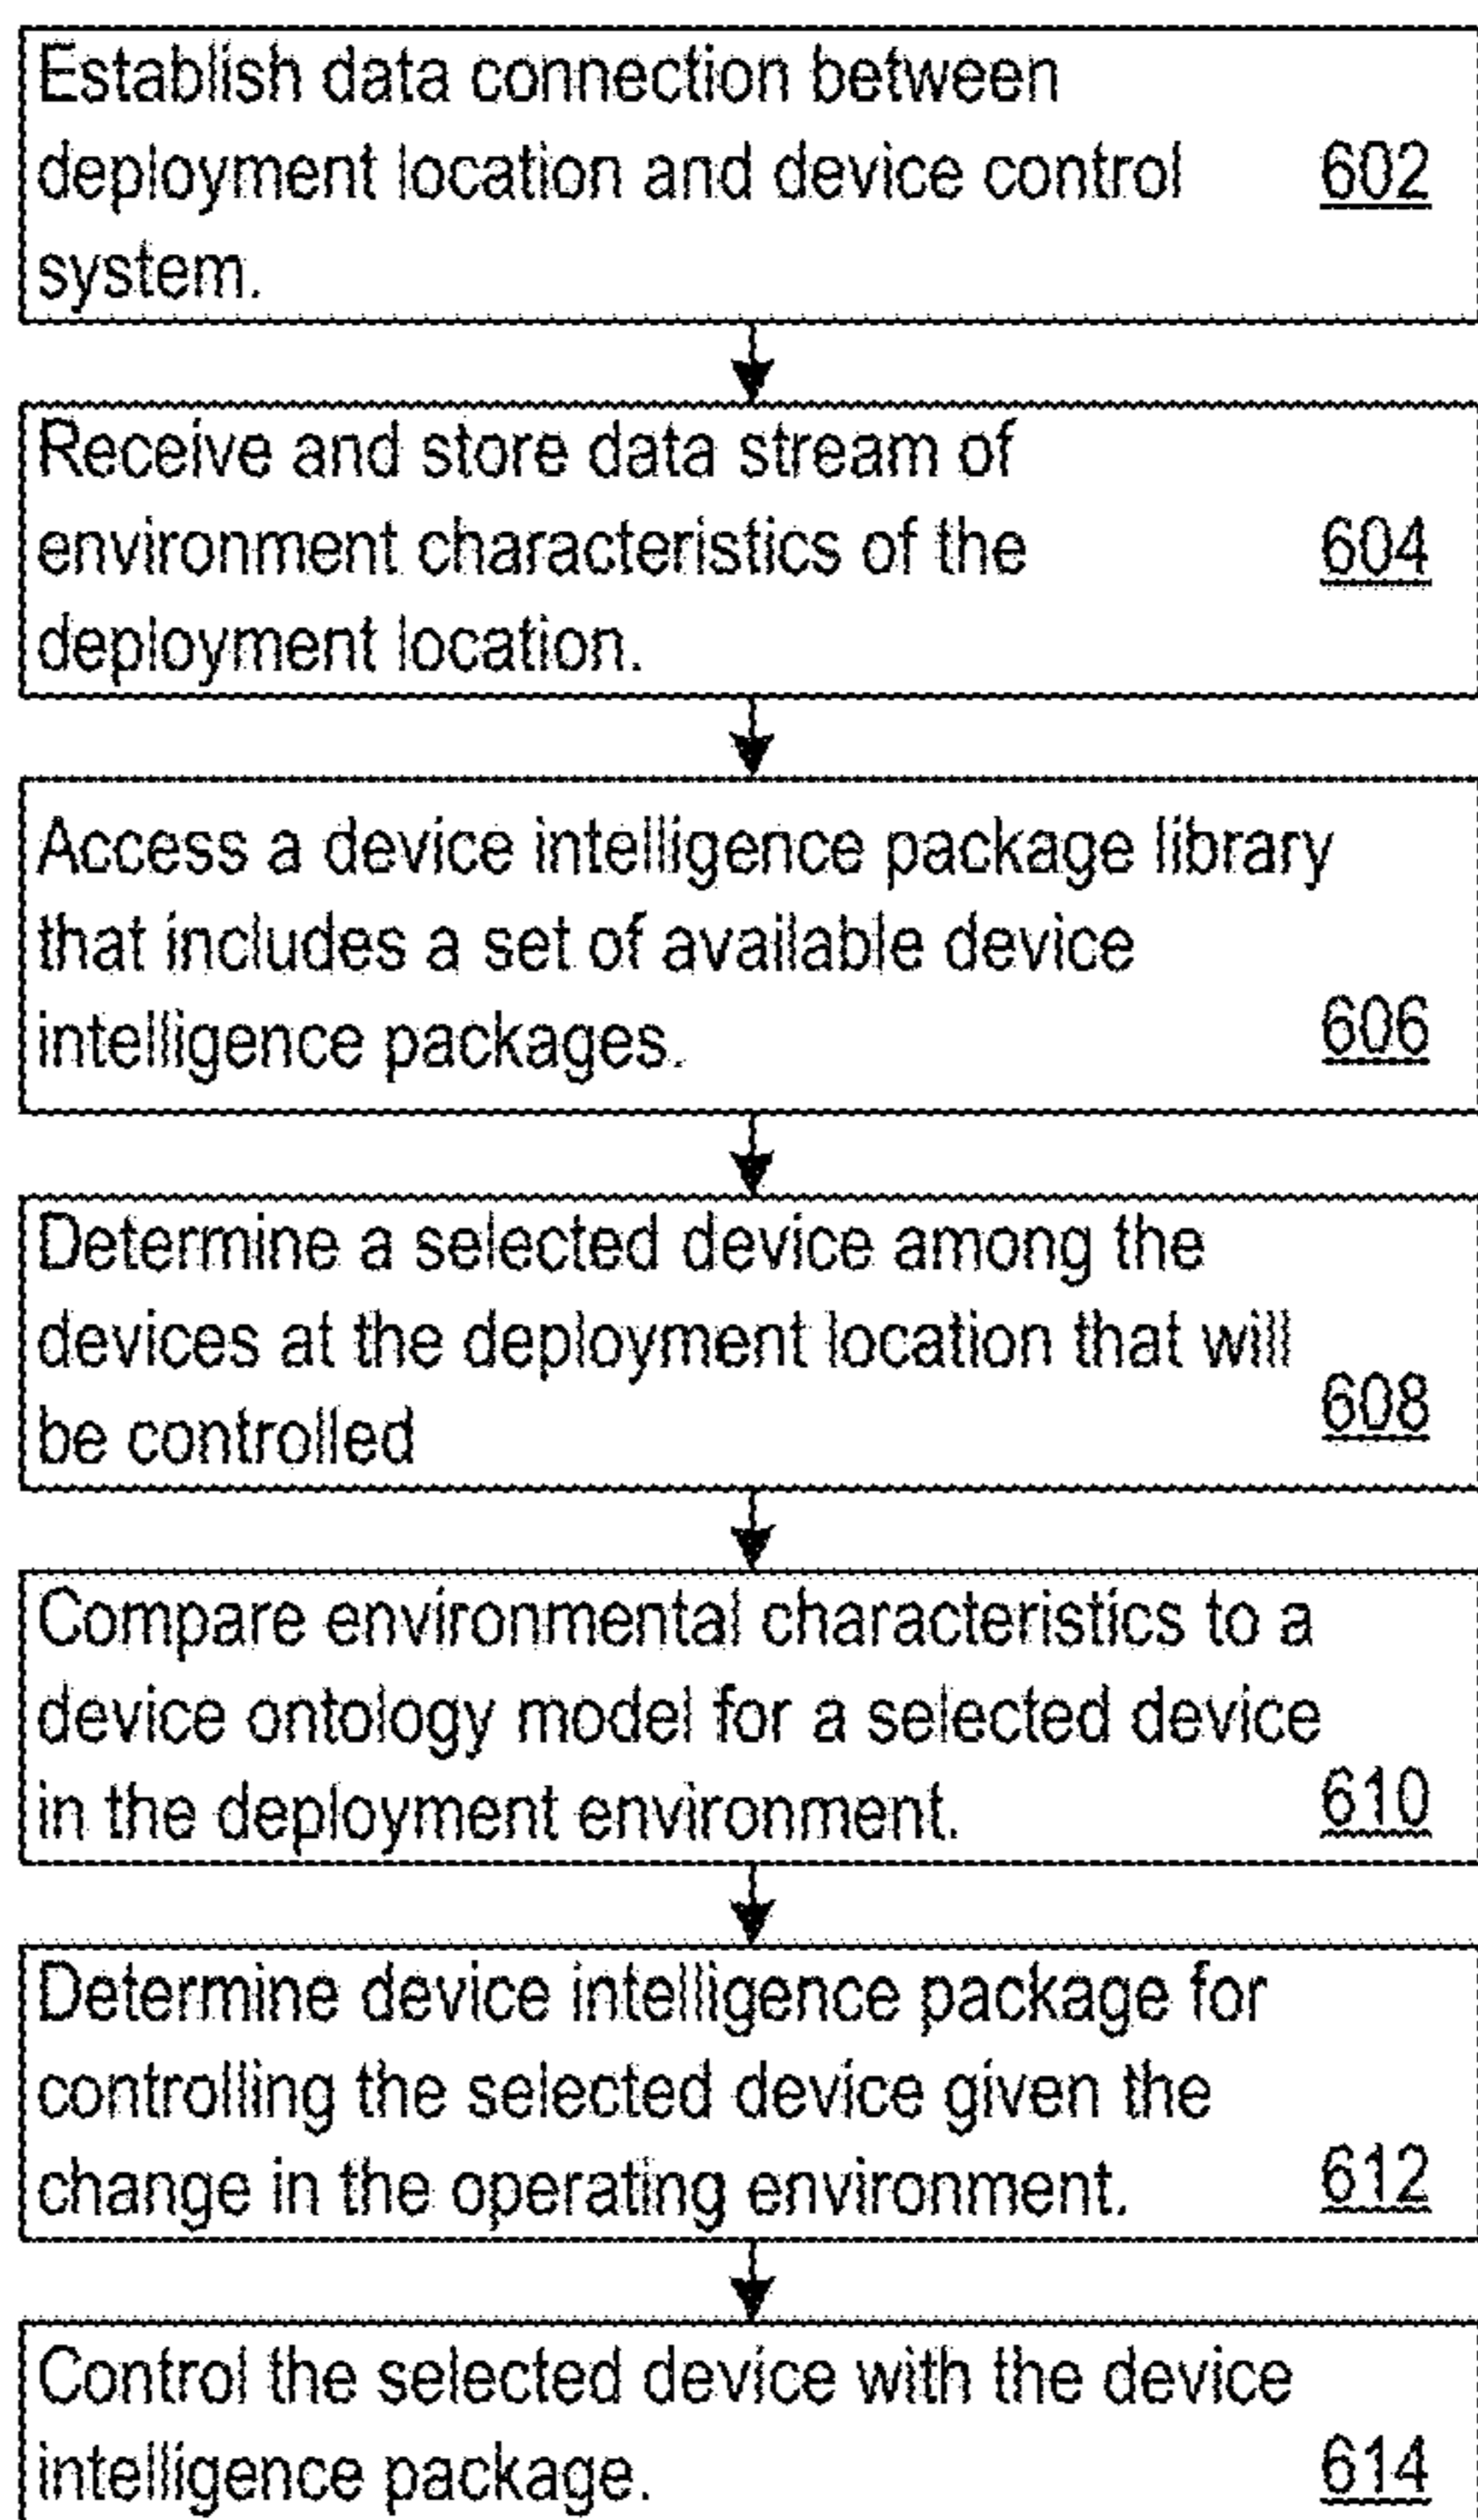 Establish data connection between
deployment location and device control 602
system.
Receive and store data stream of
environment characteristics of the 604
deployment location.
Access a device intelligence package library
that includes a set of available device
intelligence packages. 606
Determine a selected device among the
devices at the deployment location that will
be controlled 608
Compare environmental characteristics to a
device ontology model for a selected device
in the deployment environment. 610
Determine device intelligence package for
controlling the selected device given the
change in the operating environment. 612
Control the selected device with the device
intelligence package. 614